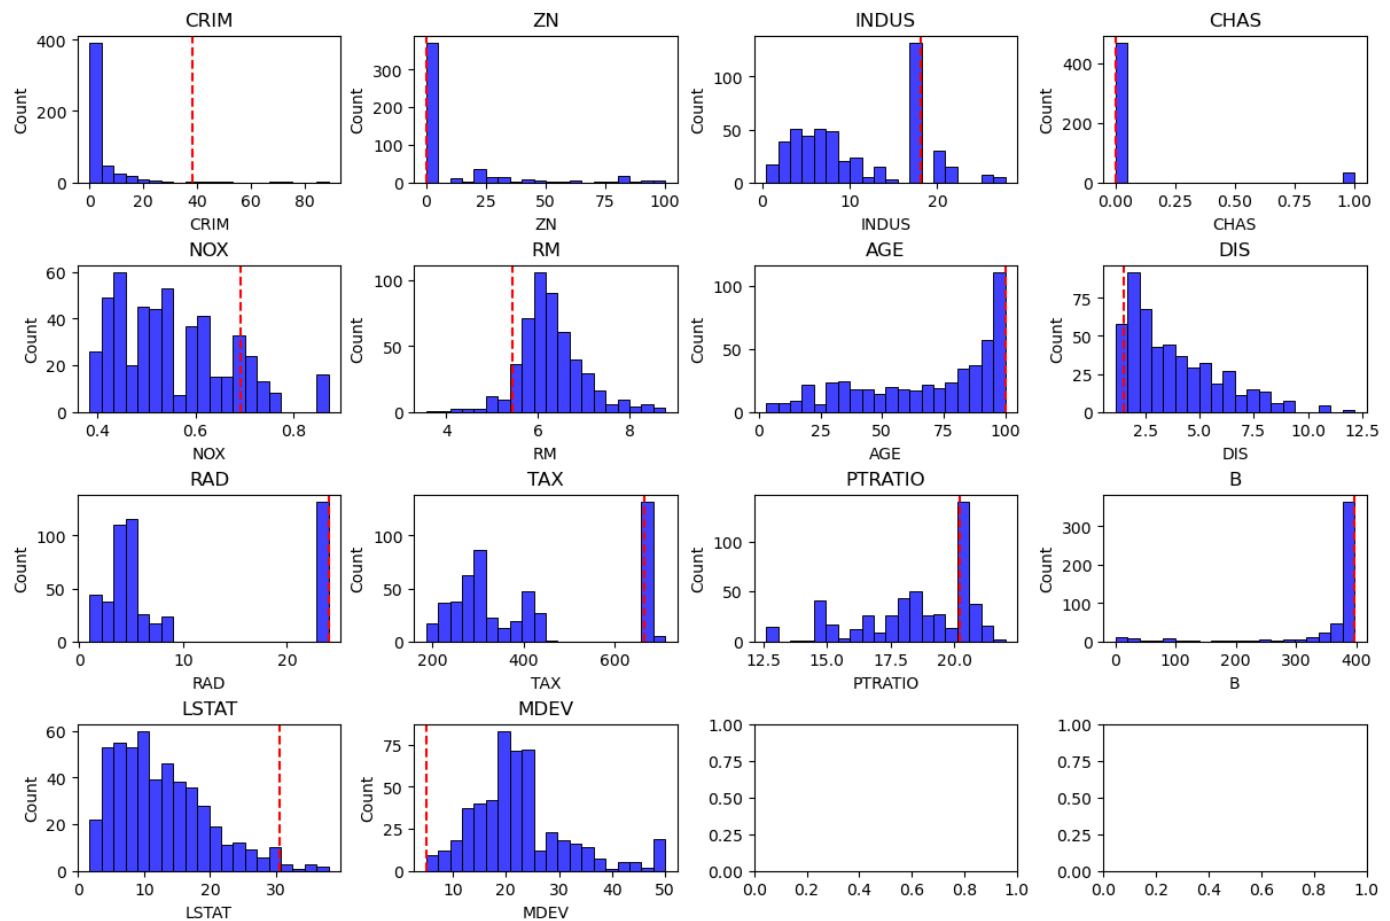 CRIM ZN INDUS CHAS
400 200 0 Count 0 20 40 60 80 CRIM
300 200 100 0 Count 0 25 50 75 100 ZN
100 50 0 Count 0 10 20 INDUS
400 200 0 Count 0.00 0.25 0.50 0.75 1.00 CHAS
NOX RM AGE DIS
60 40 20 0 Count 0.4 0.6 0.8 NOX
100 50 0 Count 4 6 8 RM
100 50 0 Count 0 25 50 75 100 AGE
75 50 25 0 Count 2.5 5.0 7.5 10.0 12.5 DIS
RAD TAX PTRATIO B
100 50 0 Count 0 10 20 RAD
100 50 0 Count 200 400 600 TAX
100 50 0 Count 12.5 15.0 17.5 20.0 PTRATIO
300 200 100 0 Count 0 100 200 300 400 B
LSTAT MDEV
60 40 20 0 Count 0 10 20 30 LSTAT
75 50 25 0 Count 10 20 30 40 50 MDEV
1.00 0.75 0.50 0.25 0.00 0.0 0.2 0.4 0.6 0.8 1.0
1.00 0.75 0.50 0.25 0.00 0.0 0.2 0.4 0.6 0.8 1.0